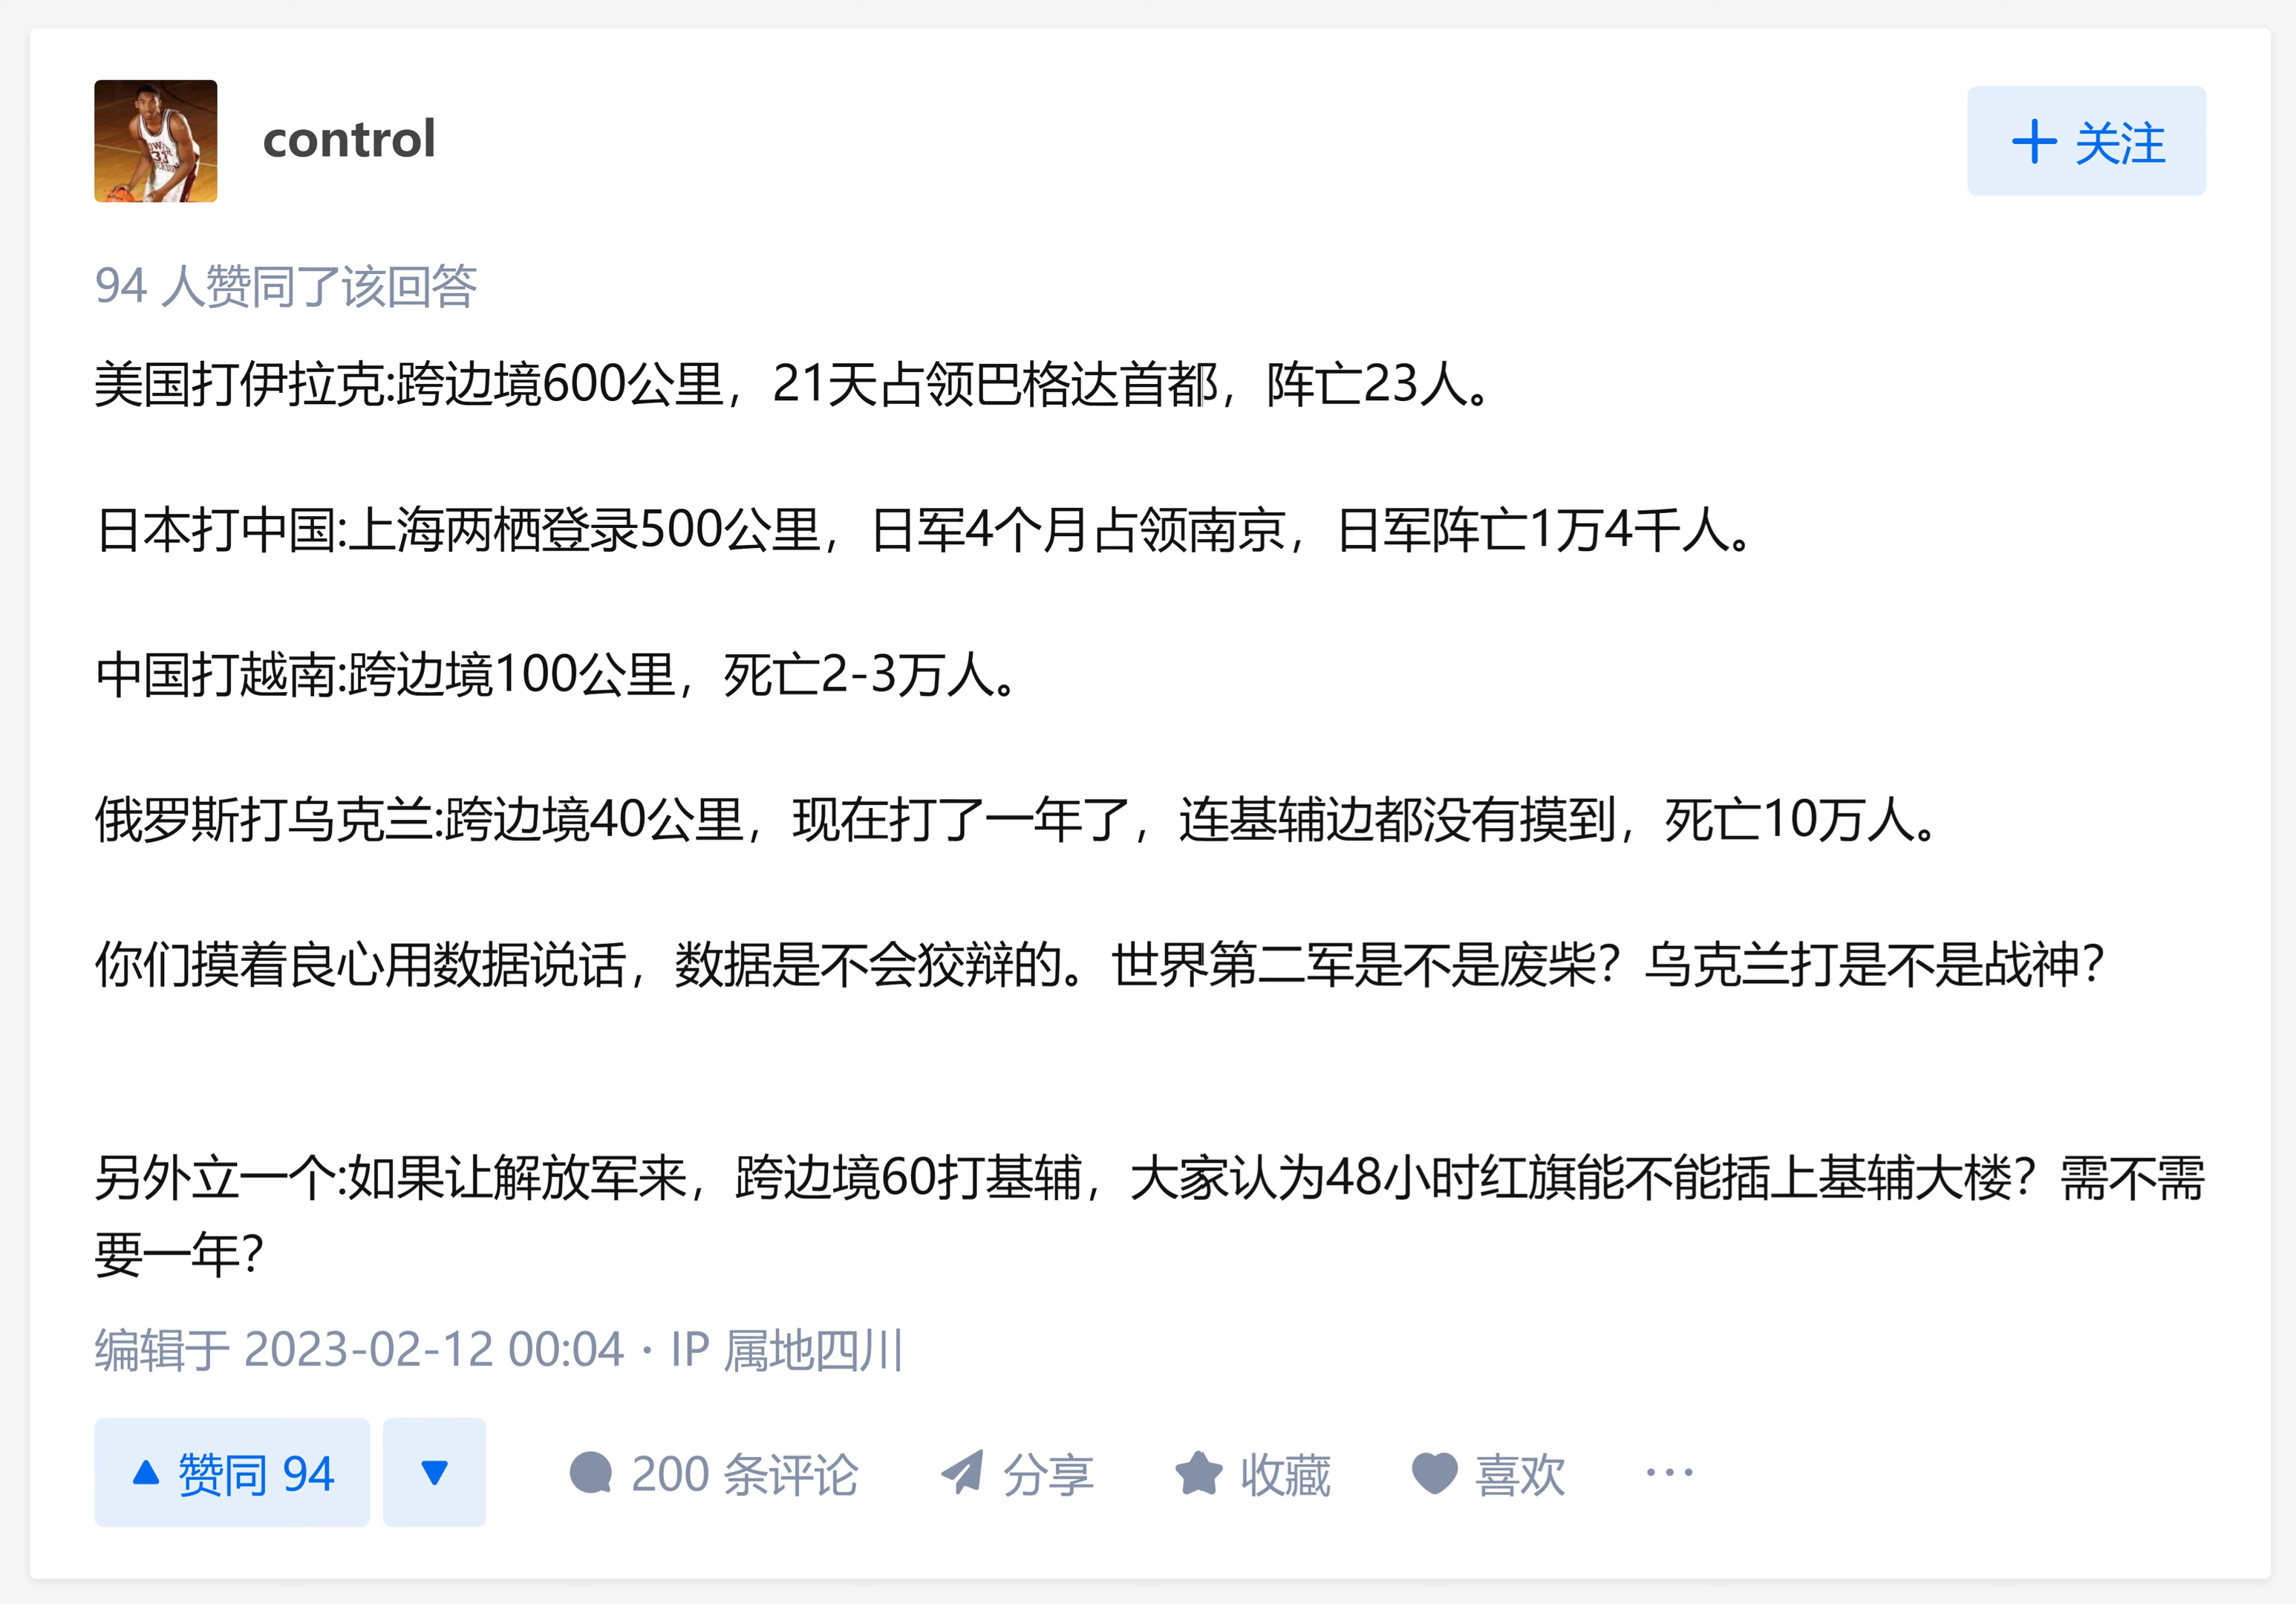 control
+ 关注
94 人赞同了该回答
美国打伊拉克:跨边境600公里，21天占领巴格达首都，阵亡23人。
日本打中国:上海两栖登录500公里，日军4个月占领南京，日军阵亡1万4千人。
中国打越南:跨边境100公里，死亡2-3万人。
俄罗斯打乌克兰:跨边境40公里，现在打了一年了，连基辅边都没有摸到，死亡10万人。
你们摸着良心用数据说话，数据是不会狡辩的。世界第二军是不是废柴？乌克兰打是不是战神？
另外立一个:如果让解放军来，跨边境60打基辅，大家认为48小时红旗能不能插上基辅大楼？需不需
要一年？
编辑于 2023-02-12 00:04 · IP 属地四川
赞同 94 200 条评论 分享 收藏 喜欢 ···